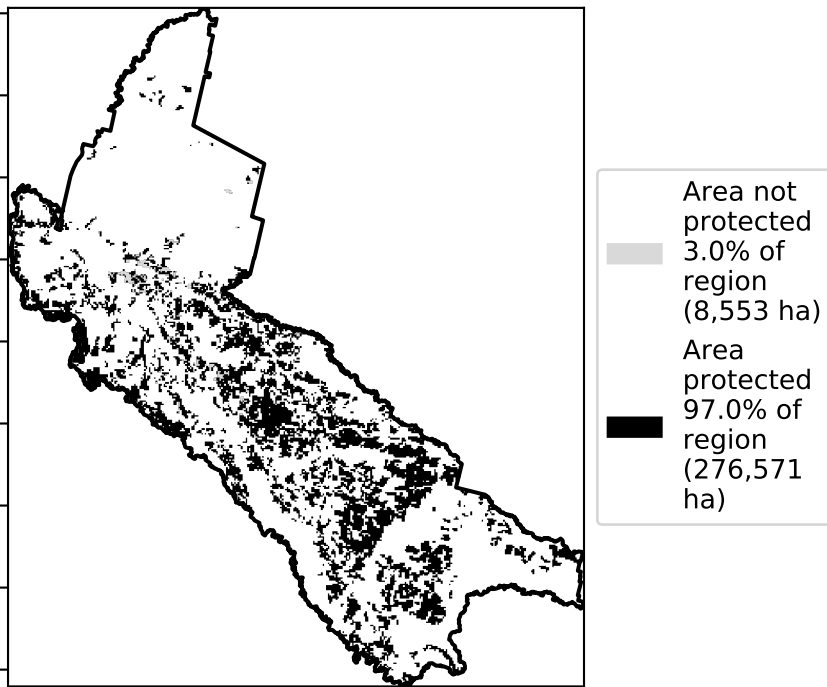 Area not
protected
3.0% of
region
(8,553 ha)
Area
protected
97.0% of
region
(276,571
ha)